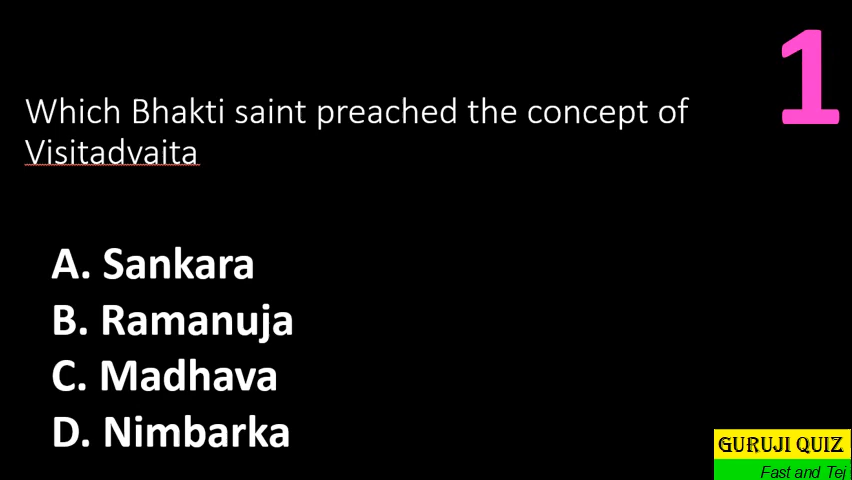 1
Which Bhakti saint preached the concept of
Visitadvaita
A. Sankara
B. Ramanuja
C. Madhava
D. Nimbarka
GURUJI QUIZ
Fast and Tej